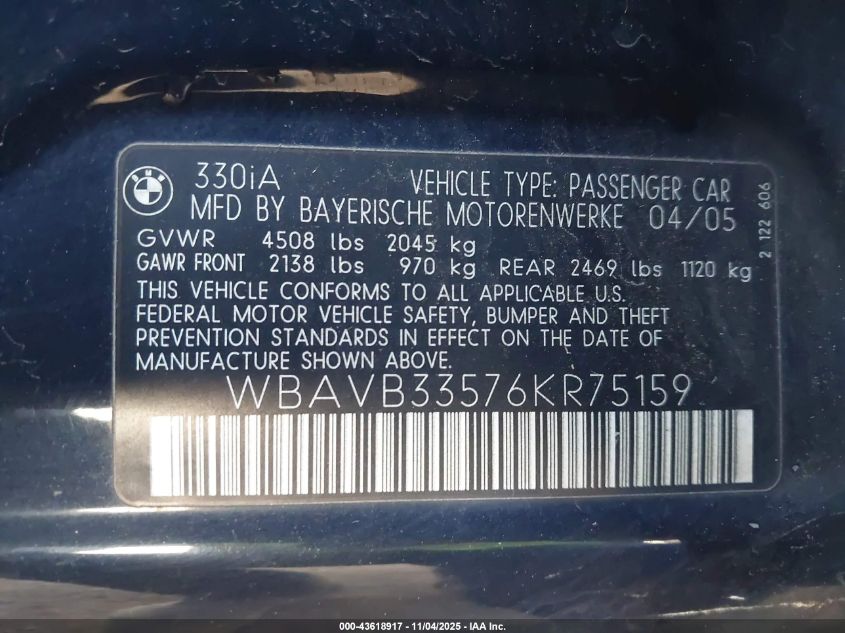 330iA VEHICLE TYPE: PASSENGER CAR
MFD BY BAYERISCHE MOTORENWERKE 04/05
GVWR 4508 lbs 2045 kg
GAWR FRONT 2138 lbs 970 kg REAR 2469 lbs 1120 kg
THIS VEHICLE CONFORMS TO ALL APPLICABLE U.S.
FEDERAL MOTOR VEHICLE SAFETY, BUMPER AND THEFT
PREVENTION STANDARDS IN EFFECT ON THE DATE OF
MANUFACTURE SHOWN ABOVE.
WBAVB33576KR75159
2 122 606
BMW
000-43618917 - 11/04/2025 - IAA Inc.